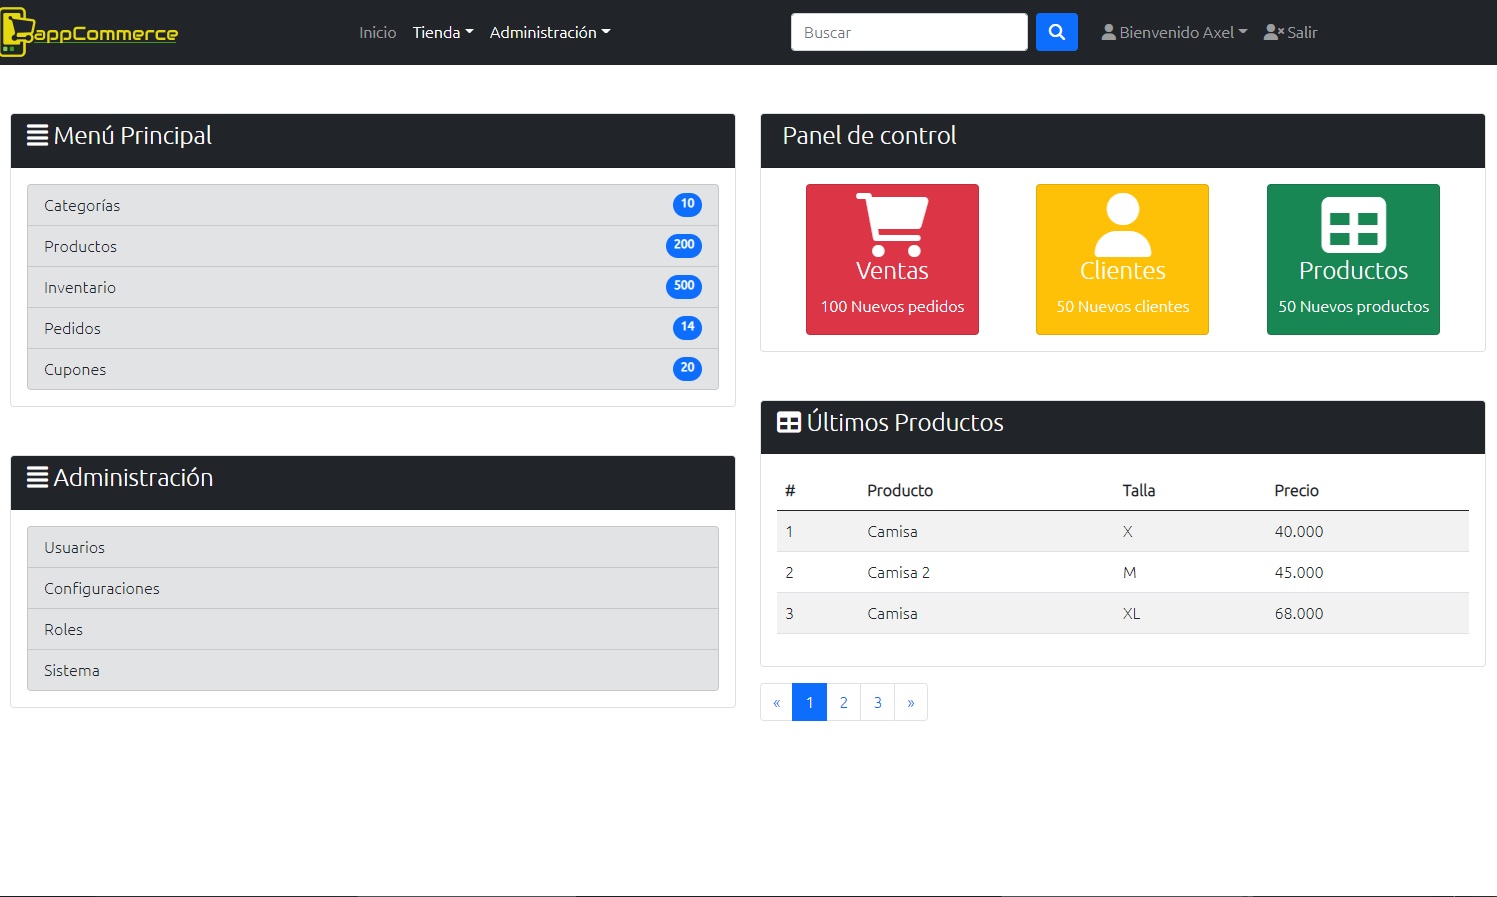 appCommerce
Inicio Tienda Administración
Buscar
Bienvenido Axel Salir
Menú Principal
Categorías 10
Productos 200
Inventario 500
Pedidos 14
Cupones 20
Administración
Usuarios
Configuraciones
Roles
Sistema
Panel de control
Ventas
100 Nuevos pedidos
Clientes
50 Nuevos clientes
Productos
50 Nuevos productos
Últimos Productos
# Producto Talla Precio
1 Camisa X 40.000
2 Camisa 2 M 45.000
3 Camisa XL 68.000
« 1 2 3 »